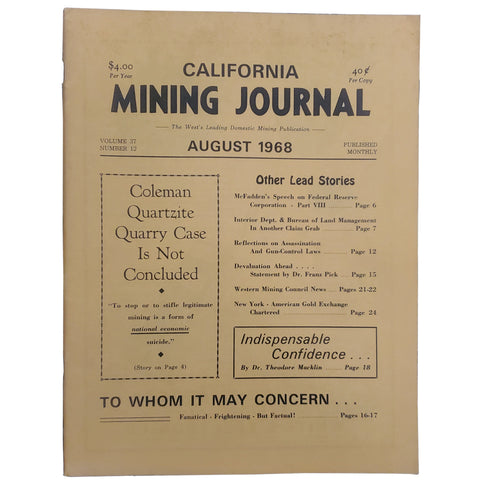 $4.00
Per Year
CALIFORNIA
40¢
Per Copy
MINING JOURNAL
The West's Leading Domestic Mining Publication
VOLUME 37
NUMBER 12
AUGUST 1968
PUBLISHED
MONTHLY
Coleman
Quartzite
Quarry Case
Is Not
Concluded
"To stop or to stifle legitimate
mining is a form of
national economic
suicide."
(Story on Page 4)
Other Lead Stories
McFadden's Speech on Federal Reserve
Corporation - Part VIII ........ Page 6
Interior Dept. & Bureau of Land Management
In Another Claim Grab ........ Page 7
Reflections on Assassination
And Gun-Control Laws ........ Page 12
Devaluation Ahead . . . .
Statement by Dr. Franz Pick ..... Page 15
Western Mining Council News .... Pages 21-22
New York - American Gold Exchange
Chartered ........ Page 24
Indispensable
Confidence . . .
By Dr. Theodore Macklin ..... Page 18
TO WHOM IT MAY CONCERN . . .
Fanatical - Frightening - But Factual! ........ Pages 16-17